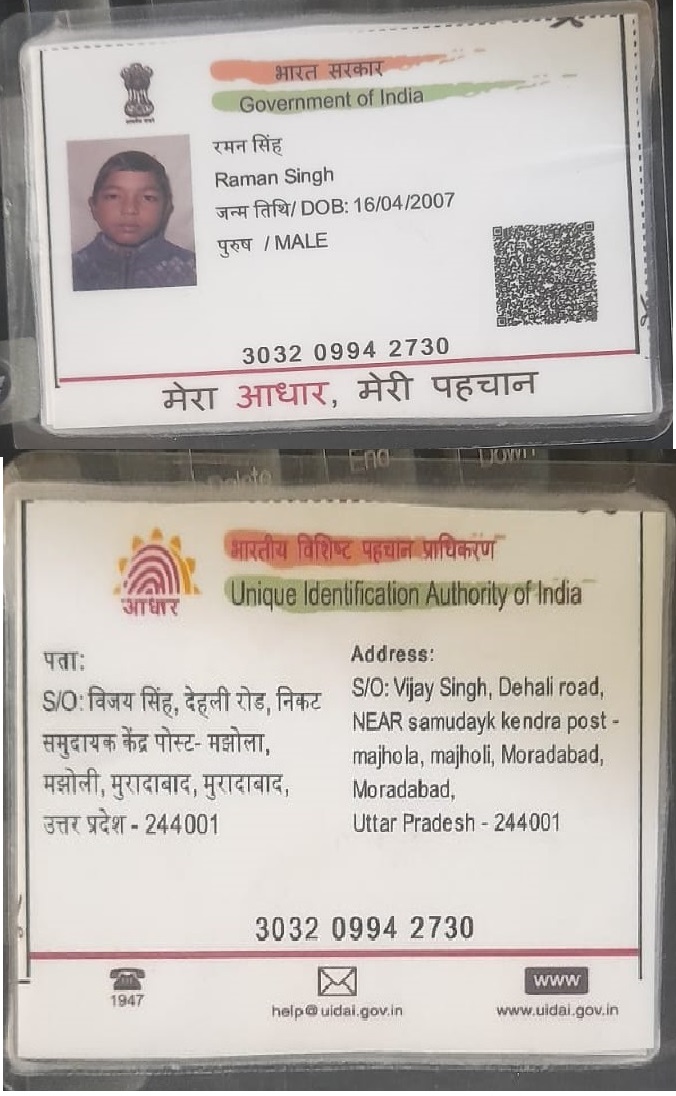 भारत सरकार
Government of India
रमन सिंह
Raman Singh
जन्म तिथि/ DOB: 16/04/2007
पुरुष / MALE
3032 0994 2730
मेरा आधार, मेरी पहचान
Delete End Down
भारतीय विशिष्ट पहचान प्राधिकरण
Unique Identification Authority of India
आधार
पता:
S/O: विजय सिंह, देहली रोड, निकट
समुदायक केंद्र पोस्ट- मझोला,
मझोली, मुरादाबाद, मुरादाबाद,
उत्तर प्रदेश - 244001
Address:
S/O: Vijay Singh, Dehali road,
NEAR samudayk kendra post -
majhola, majholi, Moradabad,
Moradabad,
Uttar Pradesh - 244001
3032 0994 2730
1947
help@uidai.gov.in
www
www.uidai.gov.in